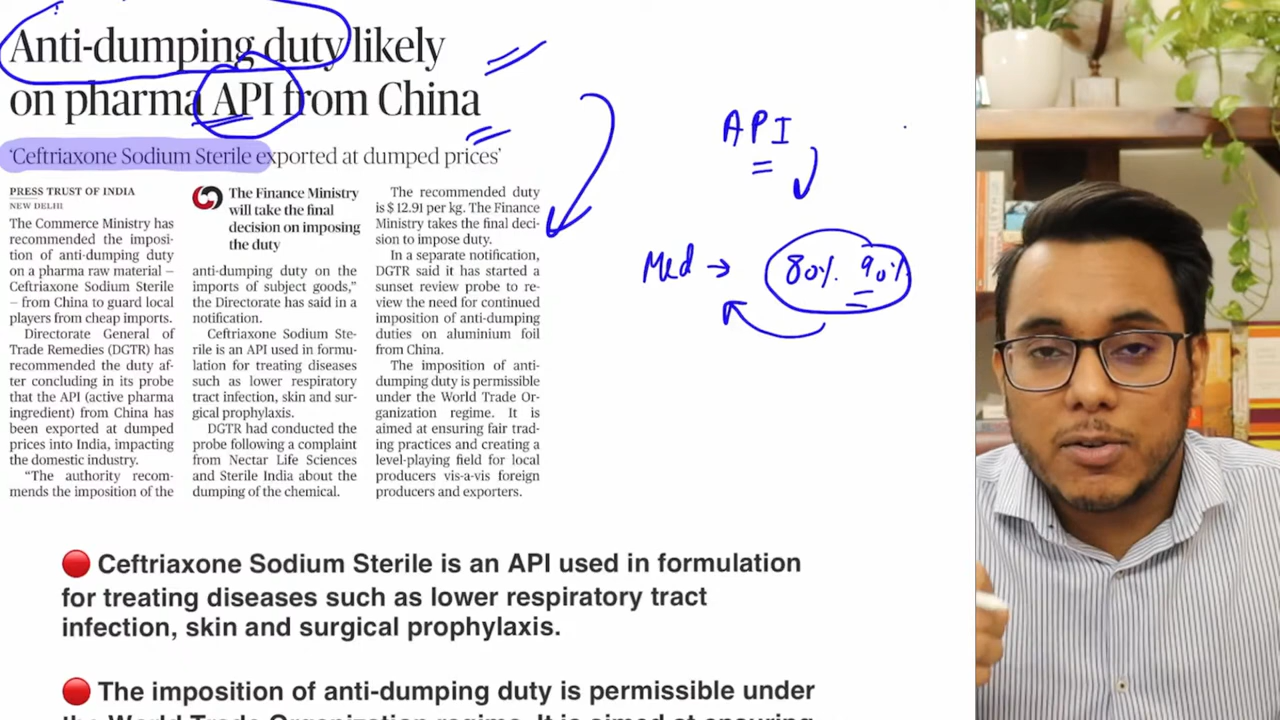 Anti-dumping duty likely
on pharma API from China
‘Ceftriaxone Sodium Sterile exported at dumped prices’
PRESS TRUST OF INDIA
NEW DELHI
The Commerce Ministry has
recommended the imposi-
tion of anti-dumping duty
on a pharma raw material –
Ceftriaxone Sodium Sterile
– from China to guard local
players from cheap imports.
Directorate General of
Trade Remedies (DGTR) has
recommended the duty af-
ter concluding in its probe
that the API (active pharma
ingredient) from China has
been exported at dumped
prices into India, impacting
the domestic industry.
“The authority recom-
mends the imposition of the
The Finance Ministry
will take the final
decision on imposing
the duty
anti-dumping duty on the
imports of subject goods,”
the Directorate has said in a
notification.
Ceftriaxone Sodium Ste-
rile is an API used in formu-
lation for treating diseases
such as lower respiratory
tract infection, skin and sur-
gical prophylaxis.
DGTR had conducted the
probe following a complaint
from Nectar Life Sciences
and Sterile India about the
dumping of the chemical.
The recommended duty
is $ 12.91 per kg. The Finance
Ministry takes the final deci-
sion to impose duty.
In a separate notification,
DGTR said it has started a
sunset review probe to re-
view the need for continued
imposition of anti-dumping
duties on aluminium foil
from China.
The imposition of anti-
dumping duty is permissible
under the World Trade Or-
ganization regime. It is
aimed at ensuring fair trad-
ing practices and creating a
level-playing field for local
producers vis-a-vis foreign
producers and exporters.
API
Med → 80% 90%
Ceftriaxone Sodium Sterile is an API used in formulation
for treating diseases such as lower respiratory tract
infection, skin and surgical prophylaxis.
The imposition of anti-dumping duty is permissible under
the World Trade Organization regime. It is aimed at ensuring